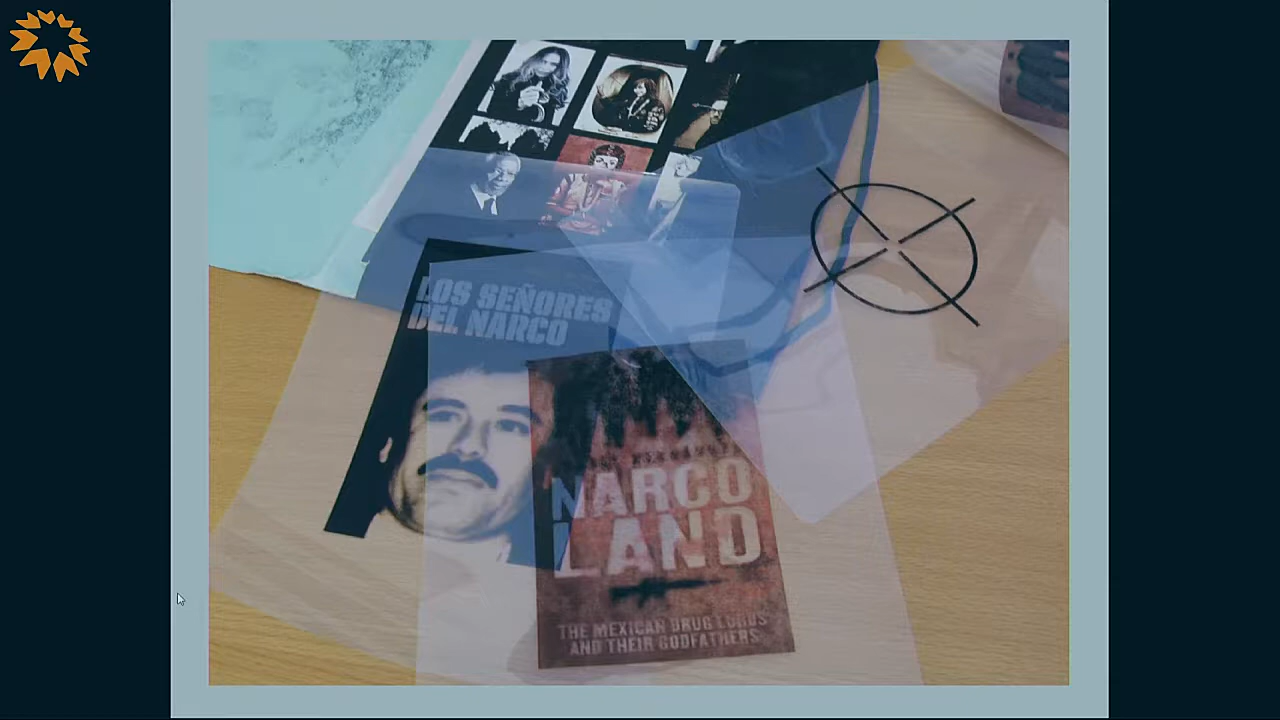 LOS SEÑORES
DEL NARCO
NARCO
LAND
THE MEXICAN DRUG LORDS
AND THEIR GODFATHERS